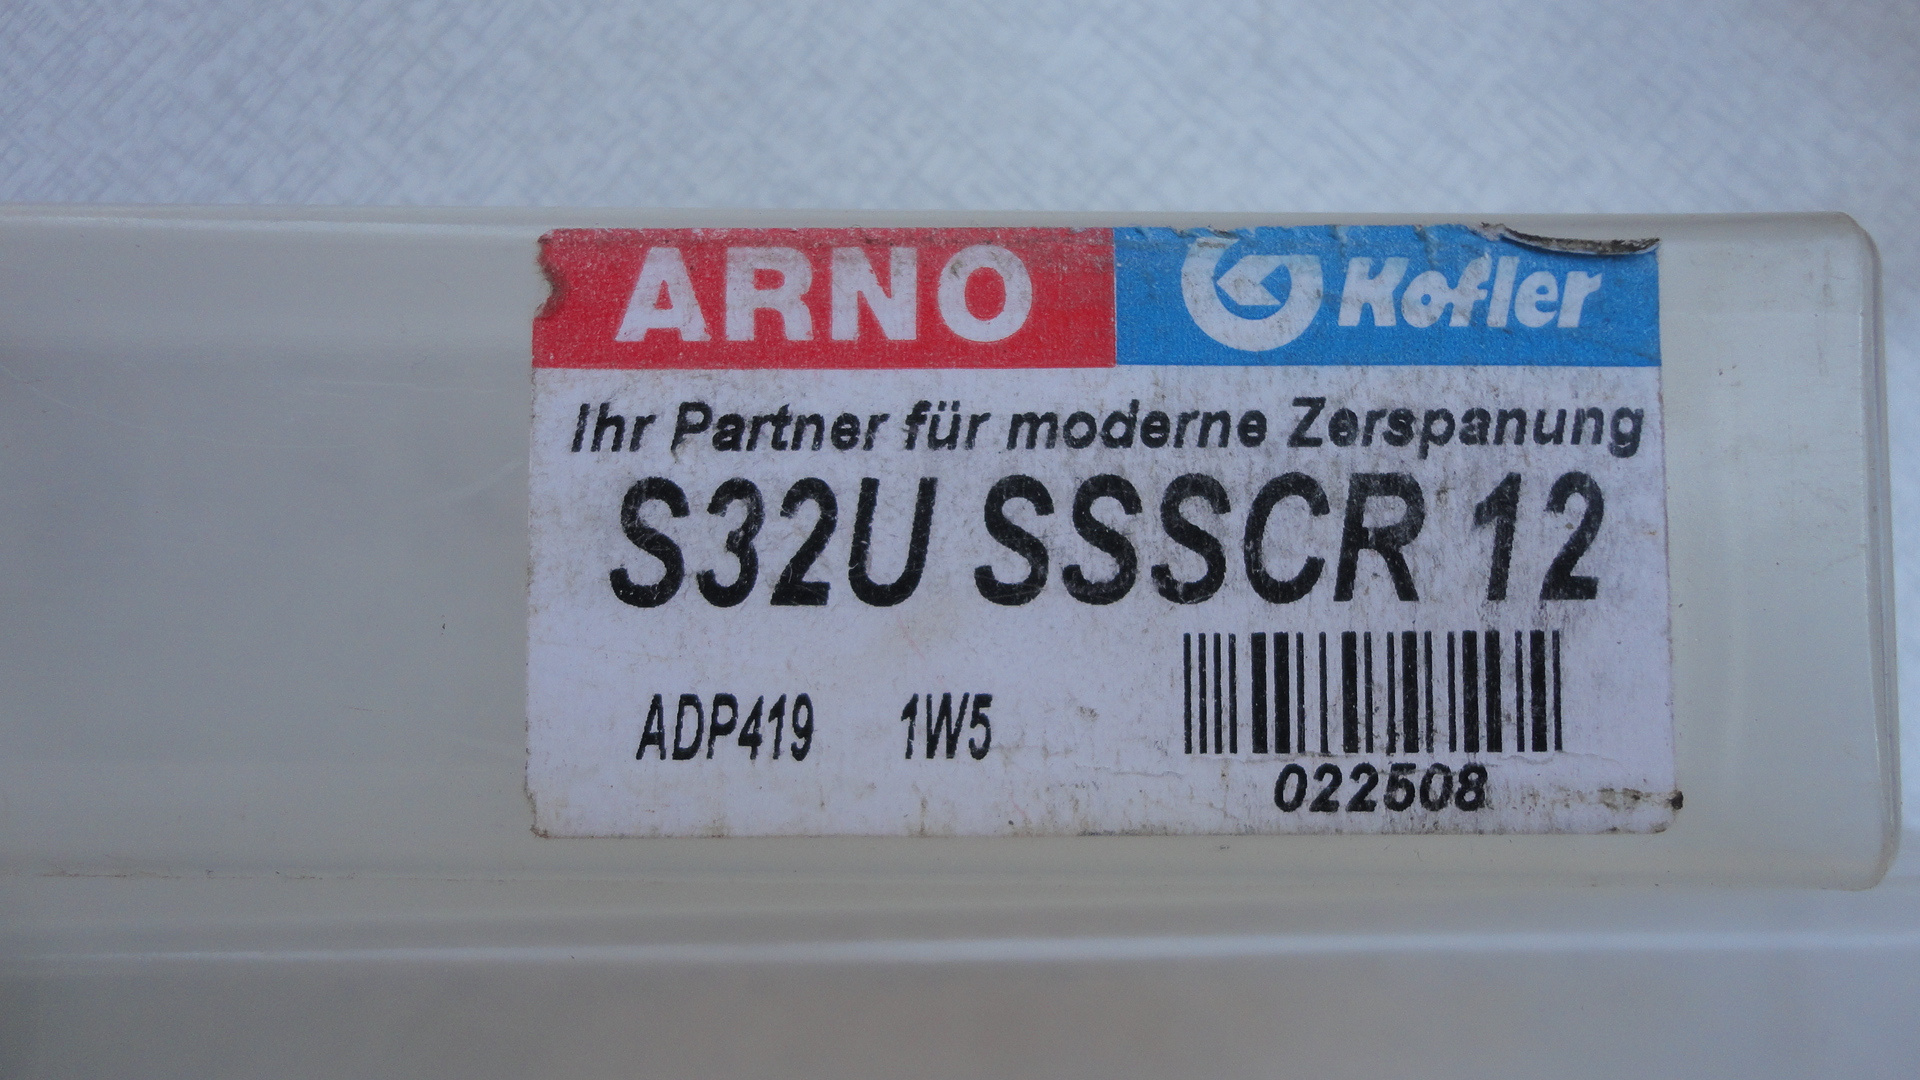 ARNO Kofler
Ihr Partner für moderne Zerspanung
S32U SSSCR 12
ADP419 1W5
022508